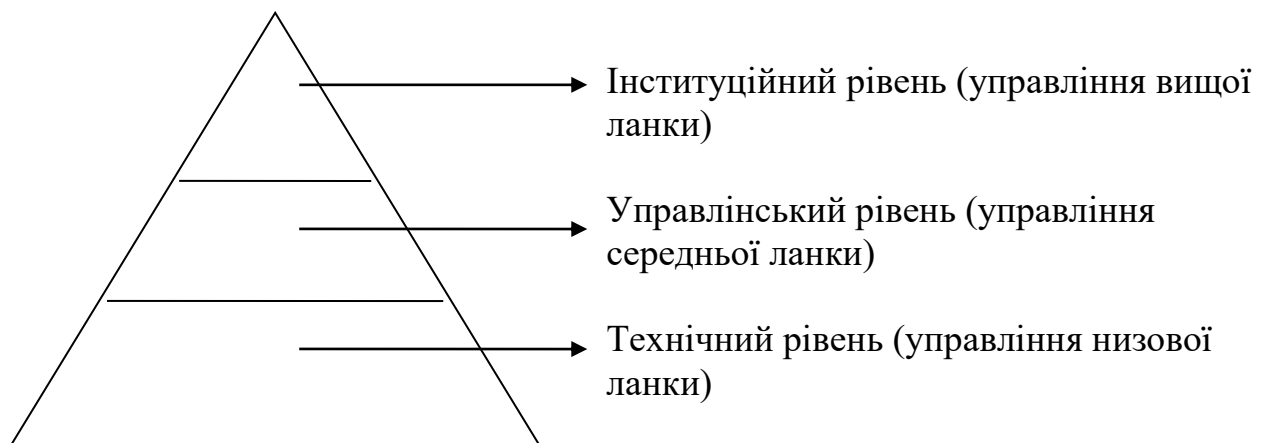 Інституційний рівень (управління вищої
ланки)
Управлінський рівень (управління
середньої ланки)
Технічний рівень (управління низової
ланки)